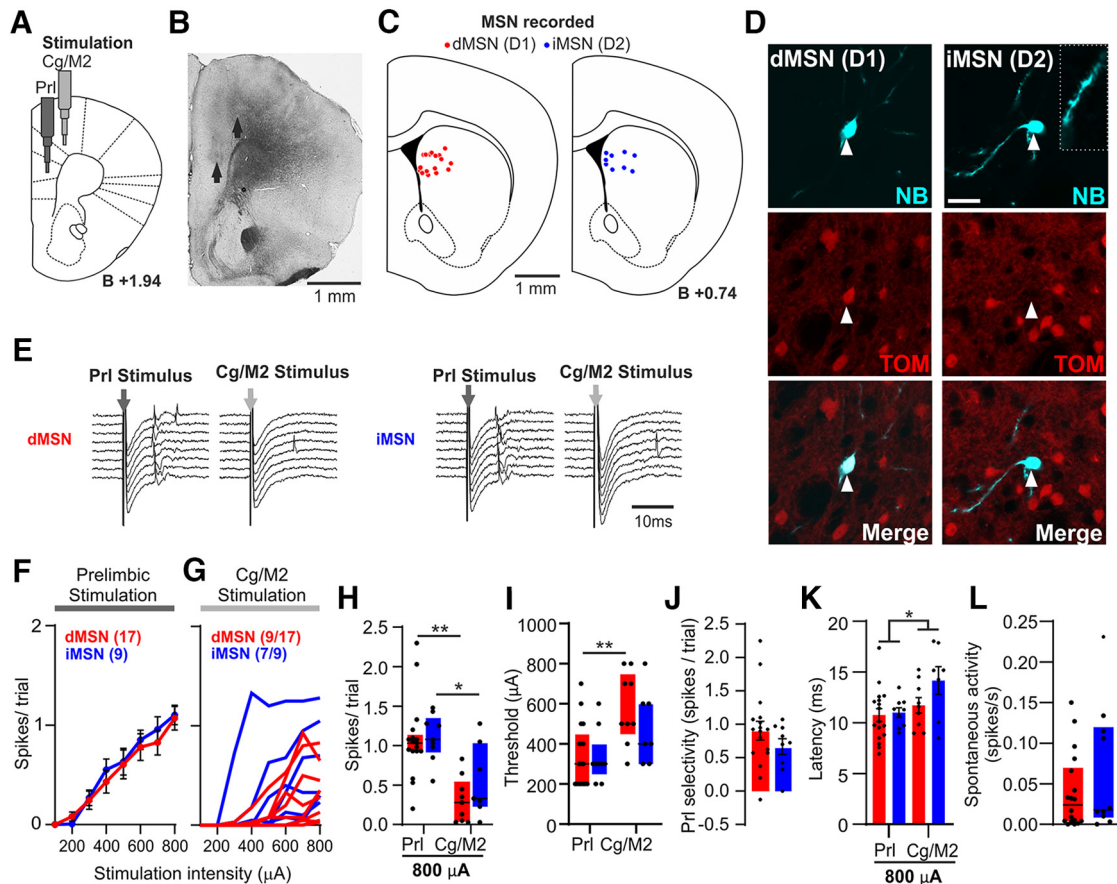 A
Stimulation
Cg/M2
Prl
B +1.94
B
1 mm
C
MSN recorded
dMSN (D1) iMSN (D2)
1 mm
B +0.74
D
dMSN (D1) iMSN (D2)
NB NB
TOM TOM
Merge Merge
E
Prl Stimulus Cg/M2 Stimulus Prl Stimulus Cg/M2 Stimulus
dMSN iMSN
10ms
F
Prelimbic
Stimulation
dMSN (17)
iMSN (9)
Spikes/ trial
2
1
0
200 400 600 800
G
Cg/M2
Stimulation
dMSN (9/17)
iMSN (7/9)
200 400 600 800
Stimulation intensity (μA)
H
**
*
Spikes/ trial
2.5
2.0
1.5
1.0
0.5
0.0
Prl Cg/M2
800 μA
I
**
Threshold (μA)
1000
800
600
400
200
0
Prl Cg/M2
J
Prl selectivity (spikes / trial)
2.5
2.0
1.5
1.0
0.5
0.0
-0.5
K
*
Latency (ms)
20
15
10
5
0
Prl Cg/M2
800 μA
L
Spontaneous activity
(spikes/s)
0.25
0.20
0.15
0.10
0.05
0.00